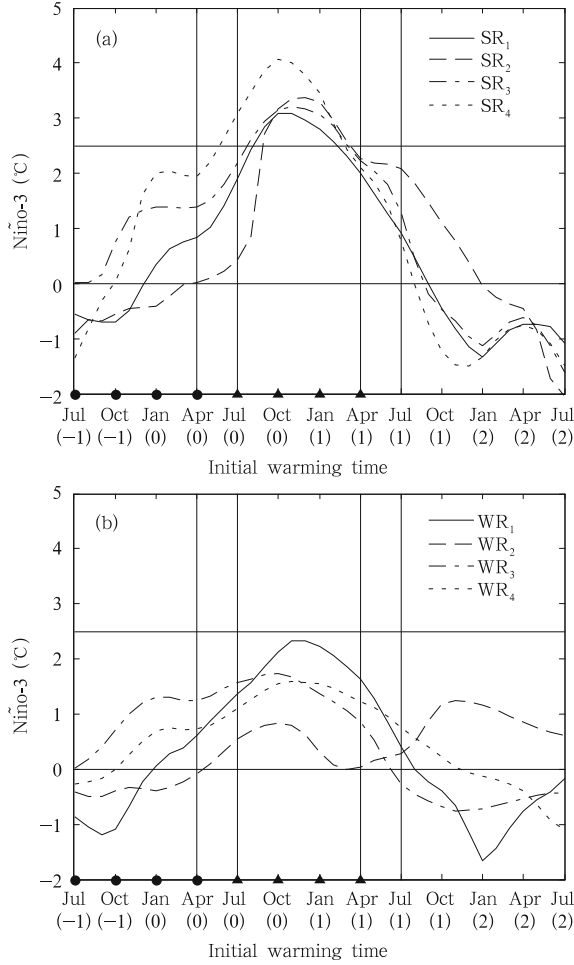 (a)
SR₁
SR₂
SR₃
SR₄
5
4
3
2
1
0
−1
−2
Nĩño-3 (℃)
Jul Oct Jan Apr Jul Oct Jan Apr Jul Oct Jan Apr Jul
(−1) (−1) (0) (0) (0) (0) (1) (1) (1) (1) (2) (2) (2)
Initial warming time
(b)
WR₁
WR₂
WR₃
WR₄
5
4
3
2
1
0
−1
−2
Nĩño-3 (℃)
Jul Oct Jan Apr Jul Oct Jan Apr Jul Oct Jan Apr Jul
(−1) (−1) (0) (0) (0) (0) (1) (1) (1) (1) (2) (2) (2)
Initial warming time